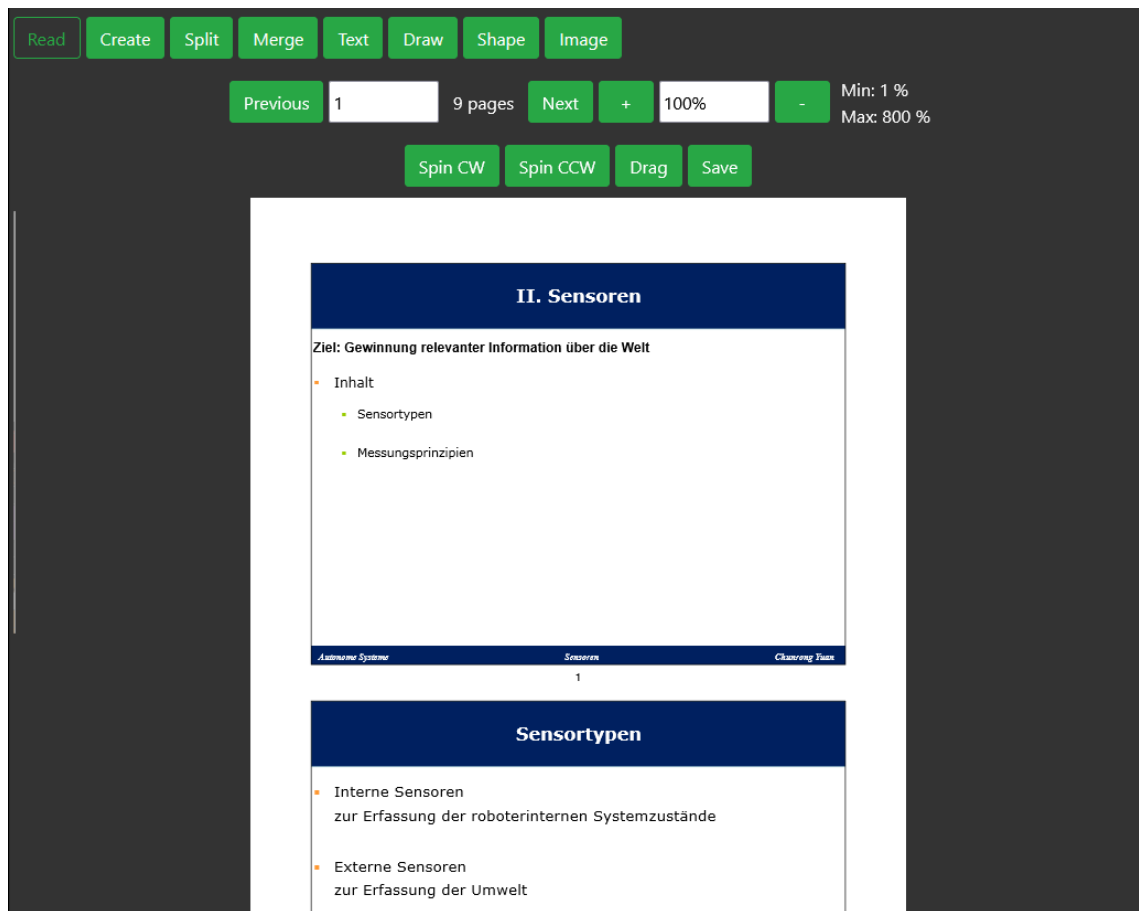 Read Create Split Merge Text Draw Shape Image
Previous 1 9 pages Next + 100% - Min: 1 %
Max: 800 %
Spin CW Spin CCW Drag Save
II. Sensoren
Ziel: Gewinnung relevanter Information über die Welt
Inhalt
Sensortypen
Messungsprinzipien
Autonome Systeme Sensoren Chunrong Yuan
1
Sensortypen
Interne Sensoren
zur Erfassung der roboterinternen Systemzustände
Externe Sensoren
zur Erfassung der Umwelt